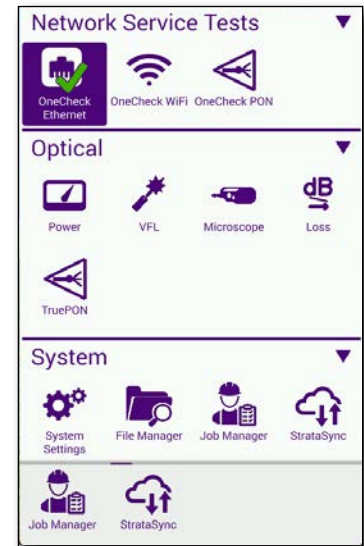 Network Service Tests
OneCheck Ethernet
OneCheck WiFi
OneCheck PON
Optical
Power
VFL
Microscope
dB
Loss
TruePON
System
System Settings
File Manager
Job Manager
StrataSync
Job Manager
StrataSync